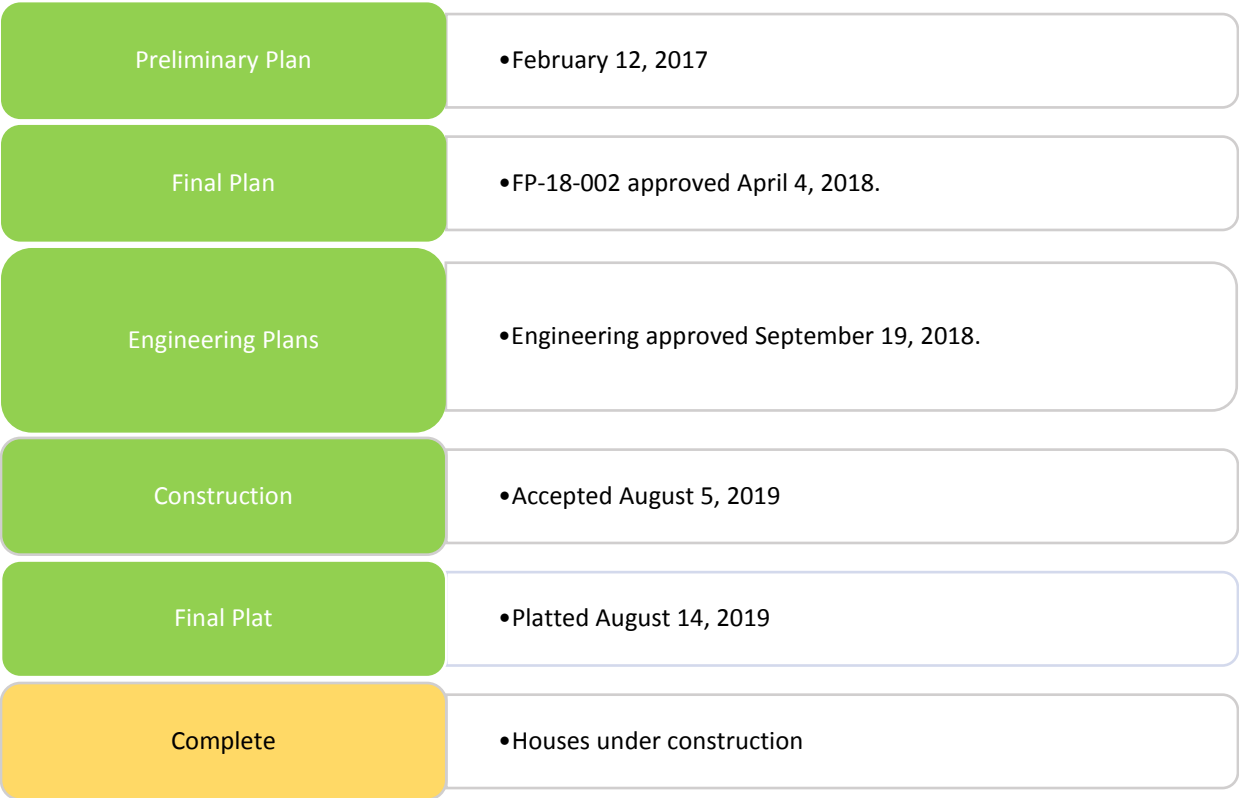 Preliminary Plan
•February 12, 2017
Final Plan
•FP-18-002 approved April 4, 2018.
Engineering Plans
•Engineering approved September 19, 2018.
Construction
•Accepted August 5, 2019
Final Plat
•Platted August 14, 2019
Complete
•Houses under construction